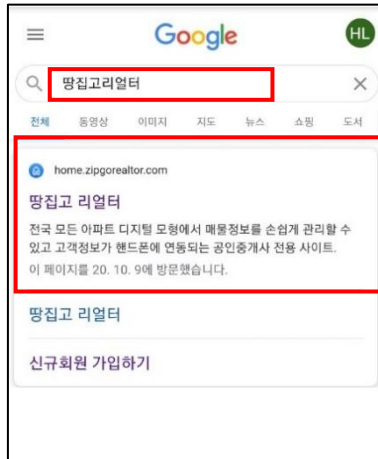 Google
HL
땅집고리얼터
전체 동영상 이미지 지도 뉴스 쇼핑 도서
home.zipgorealtor.com
땅집고 리얼터
전국 모든 아파트 디지털 모형에서 매물정보를 손쉽게 관리할 수
있고 고객정보가 핸드폰에 연동되는 공인중개사 전용 사이트.
이 페이지를 20. 10. 9에 방문했습니다.
땅집고 리얼터
신규회원 가입하기